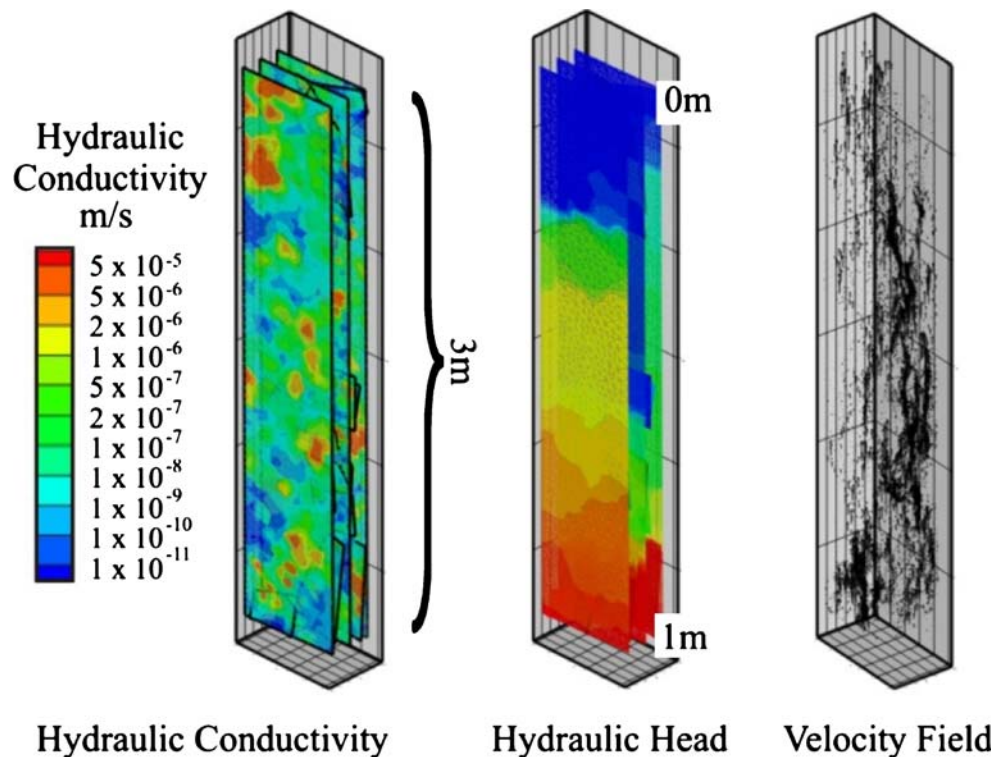 Hydraulic
Conductivity
m/s
5 x 10⁻⁵
5 x 10⁻⁶
2 x 10⁻⁶
1 x 10⁻⁶
5 x 10⁻⁷
2 x 10⁻⁷
1 x 10⁻⁷
1 x 10⁻⁸
1 x 10⁻⁹
1 x 10⁻¹⁰
1 x 10⁻¹¹
3m
0m
1m
Hydraulic Conductivity
Hydraulic Head
Velocity Field